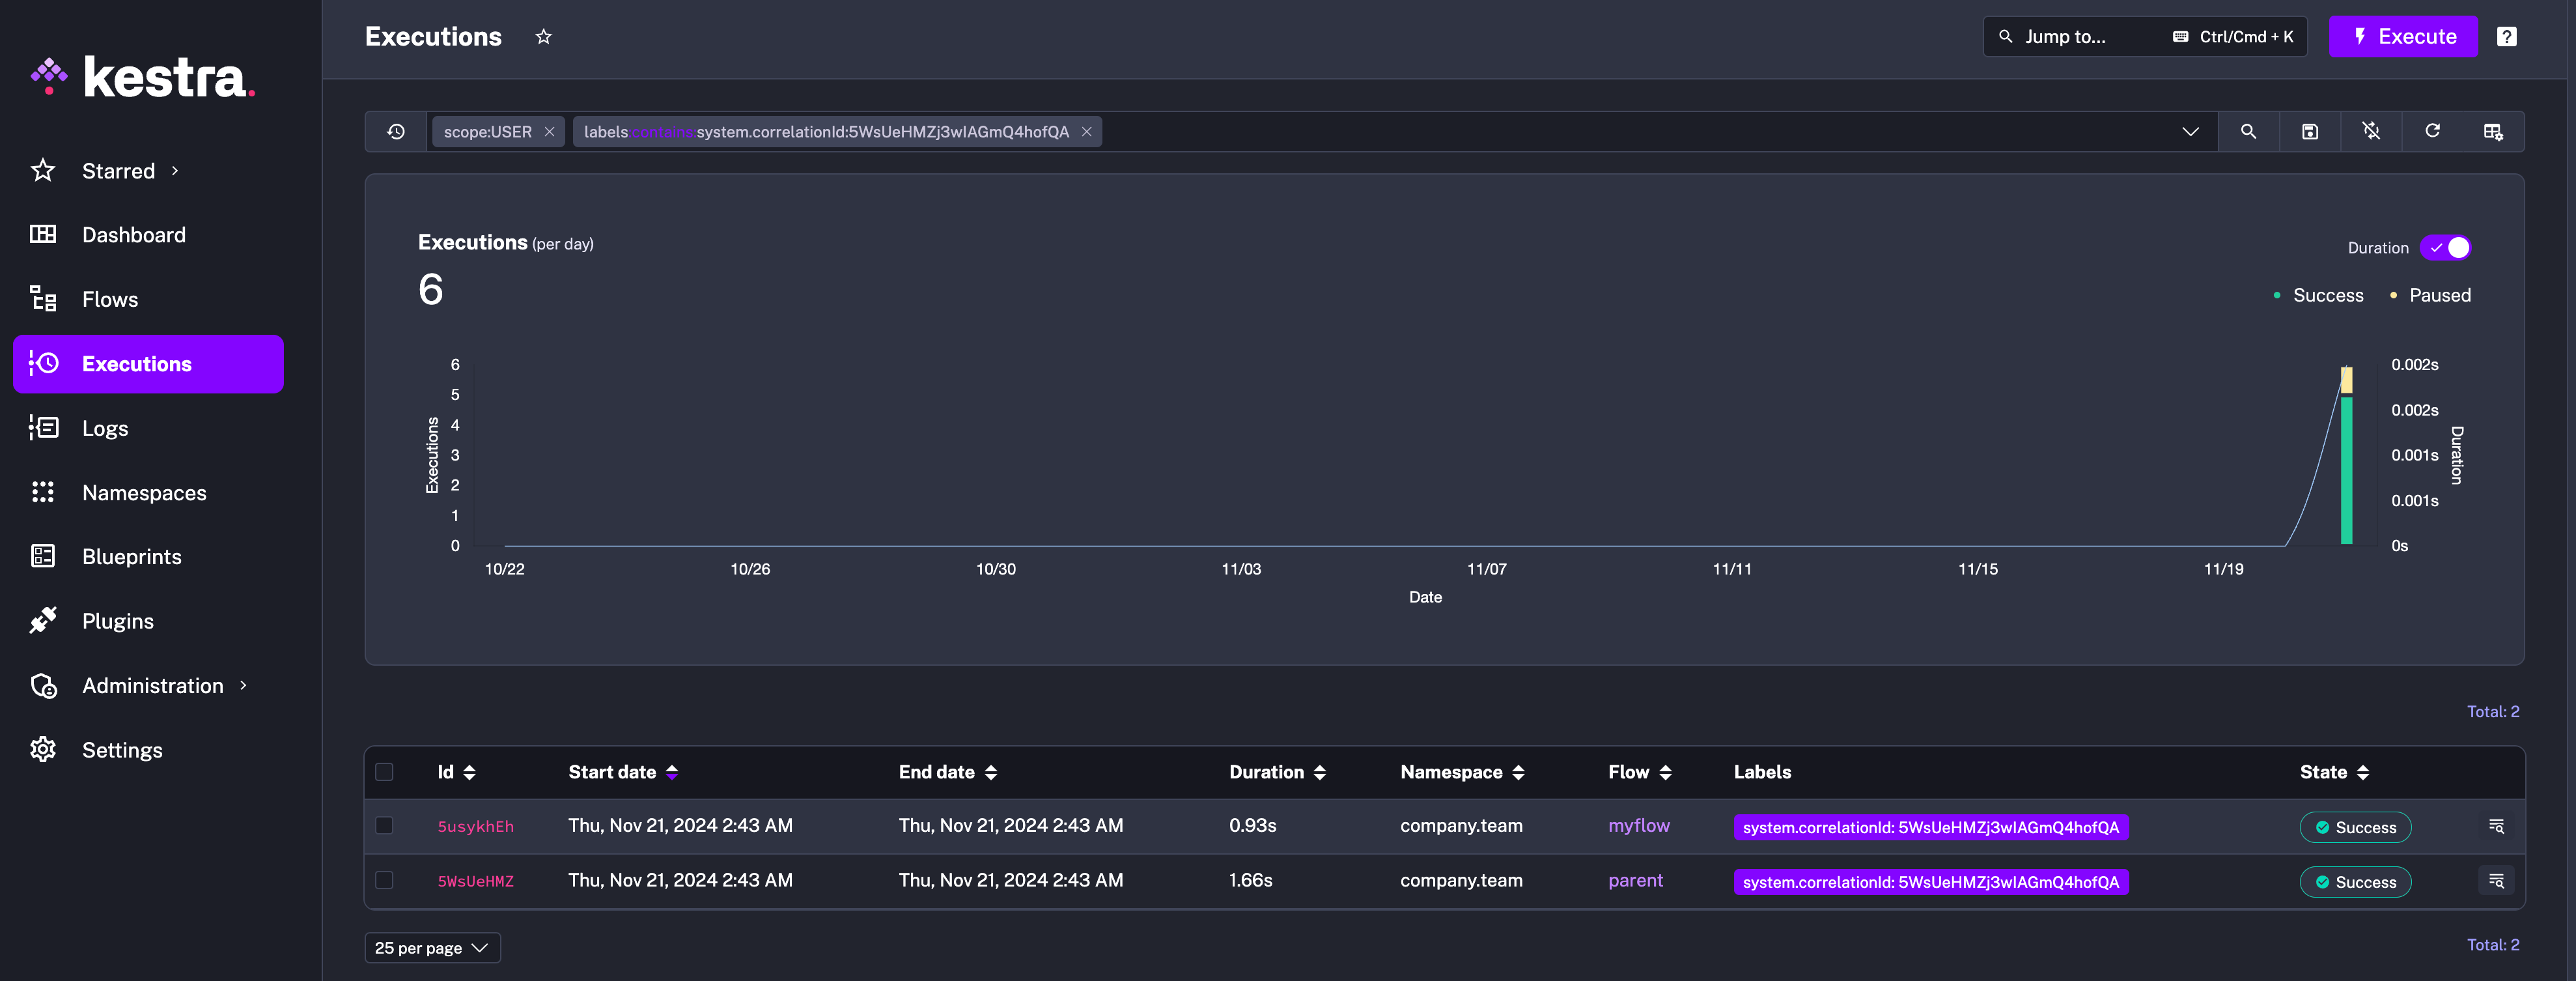 kestra.
Starred
Dashboard
Flows
Executions
Logs
Namespaces
Blueprints
Plugins
Administration
Settings
Executions
Jump to... Ctrl/Cmd + K
Execute
?
scope:USER
labels:contains:system.correlationId:5WsUeHMZj3wIAGmQ4hofQA
Executions (per day)
6
Duration
Success Paused
6
5
4
3
2
1
0
Executions
0.002s
0.002s
0.001s
0.001s
0s
Duration
10/22 10/26 10/30 11/03 11/07 11/11 11/15 11/19
Date
Total: 2
Id Start date End date Duration Namespace Flow Labels State
5usykhEh Thu, Nov 21, 2024 2:43 AM Thu, Nov 21, 2024 2:43 AM 0.93s company.team myflow system.correlationId: 5WsUeHMZj3wIAGmQ4hofQA Success
5WsUeHMZ Thu, Nov 21, 2024 2:43 AM Thu, Nov 21, 2024 2:43 AM 1.66s company.team parent system.correlationId: 5WsUeHMZj3wIAGmQ4hofQA Success
25 per page
Total: 2